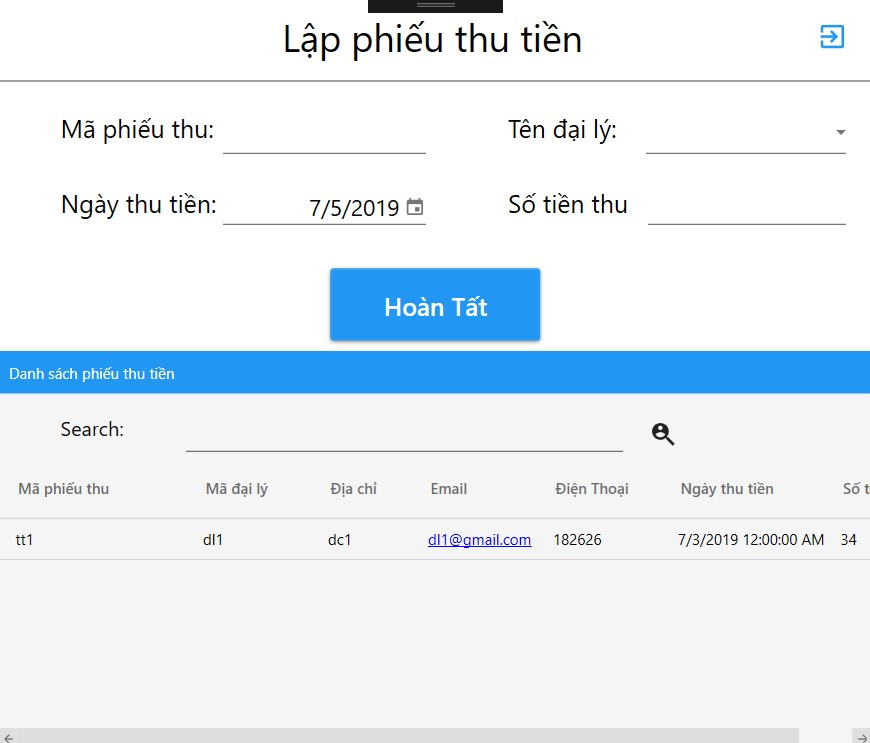 Lập phiếu thu tiền
Mã phiếu thu:
Tên đại lý:
Ngày thu tiền: 7/5/2019
Số tiền thu
Hoàn Tất
Danh sách phiếu thu tiền
Search:
Mã phiếu thu Mã đại lý Địa chỉ Email Điện Thoại Ngày thu tiền Số
tt1 dl1 dc1 dl1@gmail.com 182626 7/3/2019 12:00:00 AM 34